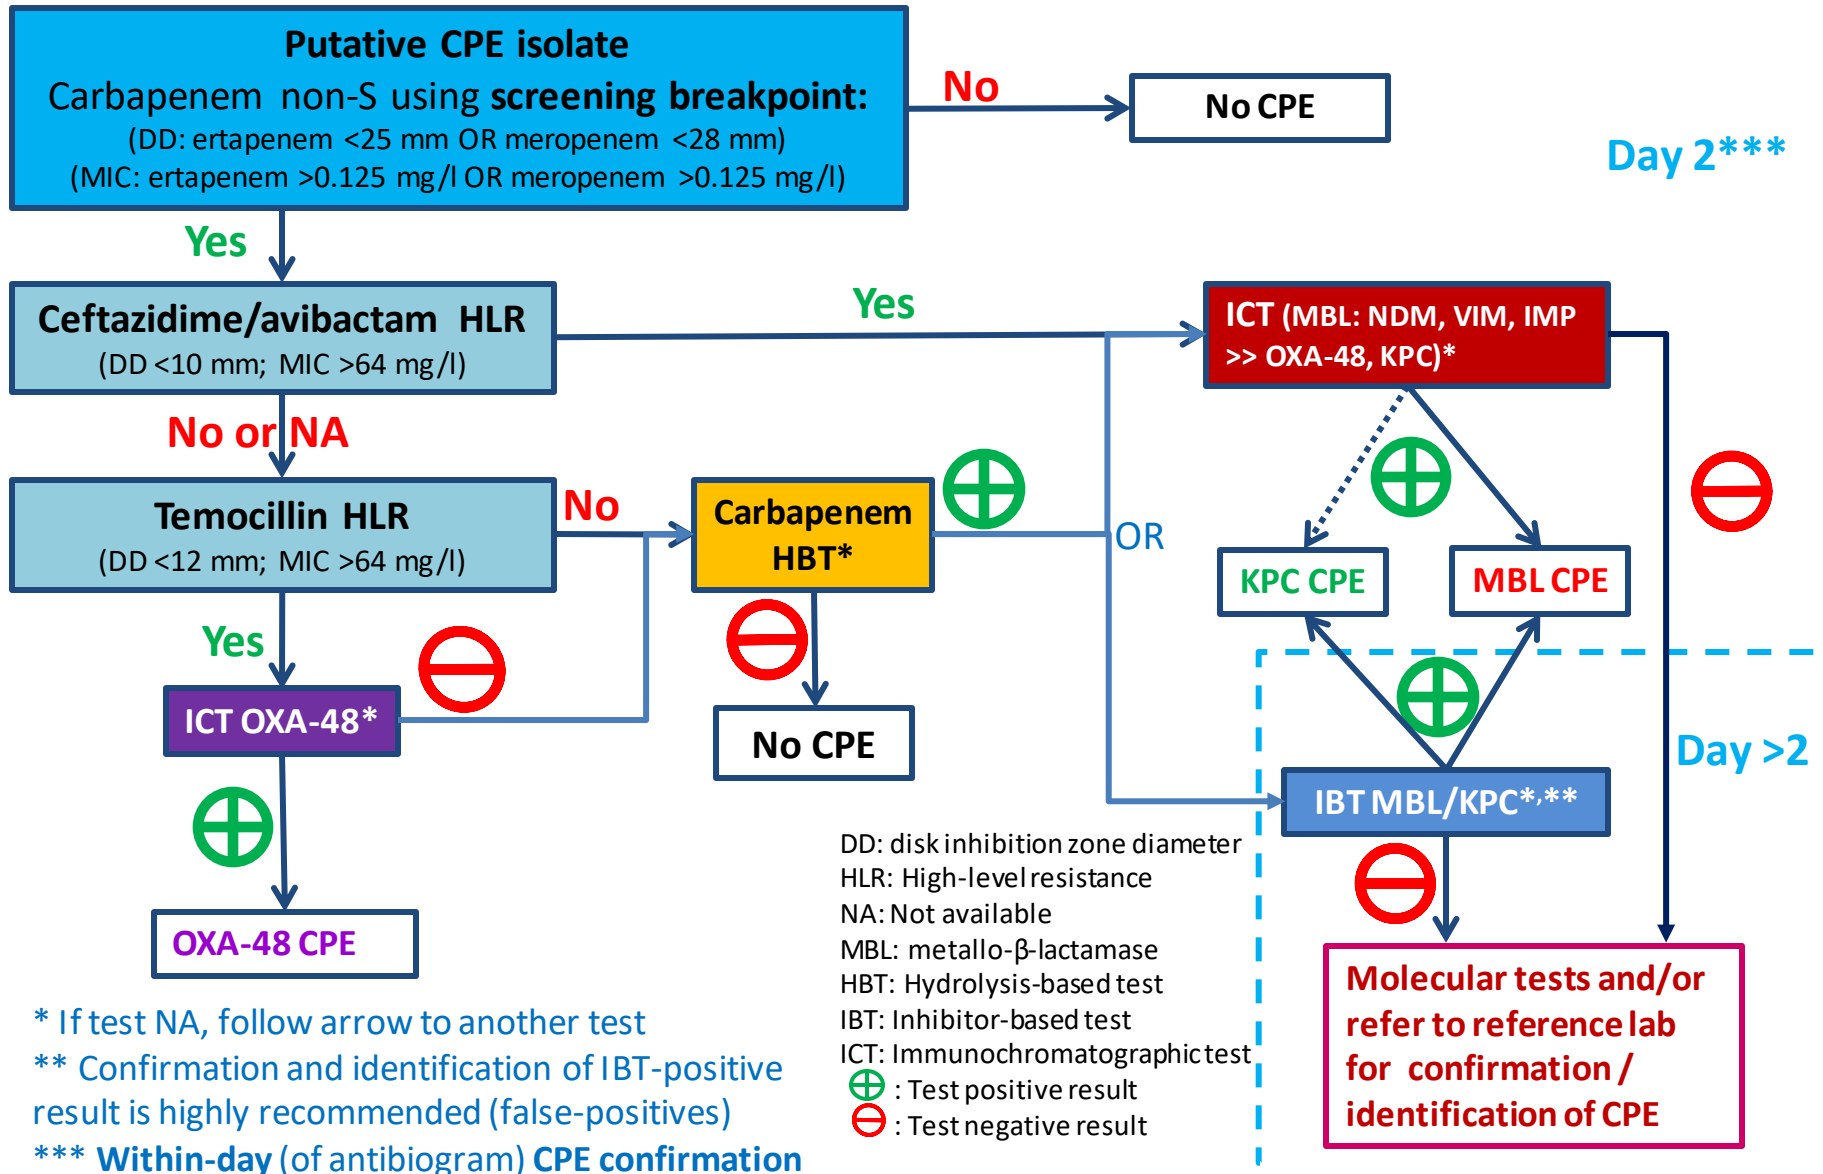 Putative CPE isolate
Carbapenem non-S using screening breakpoint:
(DD: ertapenem <25 mm OR meropenem <28 mm)
(MIC: ertapenem >0.125 mg/l OR meropenem >0.125 mg/l)
No
No CPE
Day 2***
Yes
Ceftazidime/avibactam HLR
(DD <10 mm; MIC >64 mg/l)
Yes
ICT (MBL: NDM, VIM, IMP
>> OXA-48, KPC)*
No or NA
Temocillin HLR
(DD <12 mm; MIC >64 mg/l)
No
Carbapenem
HBT*
OR
KPC CPE
MBL CPE
Yes
ICT OXA-48*
No CPE
Day >2
IBT MBL/KPC*,**
OXA-48 CPE
DD: disk inhibition zone diameter
HLR: High-level resistance
NA: Not available
MBL: metallo-β-lactamase
HBT: Hydrolysis-based test
IBT: Inhibitor-based test
ICT: Immunochromatographic test
: Test positive result
: Test negative result
Molecular tests and/or
refer to reference lab
for confirmation /
identification of CPE
* If test NA, follow arrow to another test
** Confirmation and identification of IBT-positive
result is highly recommended (false-positives)
*** Within-day (of antibiogram) CPE confirmation